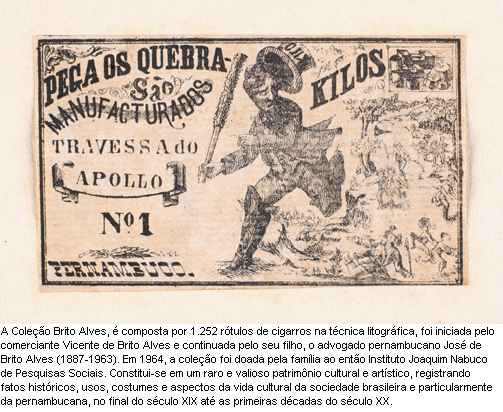 PEGA OS QUEBRA-
KILOS
São
MANUFACTURADOS
TRAVESSA do
APOLLO
Nº 1
PERNAMBUCO.
A Coleção Brito Alves, é composta por 1.252 rótulos de cigarros na técnica litográfica, foi iniciada pelo
comerciante Vicente de Brito Alves e continuada pelo seu filho, o advogado pernambucano José de
Brito Alves (1887-1963). Em 1964, a coleção foi doada pela família ao então Instituto Joaquim Nabuco
de Pesquisas Sociais. Constitui-se em um raro e valioso patrimônio cultural e artístico, registrando
fatos históricos, usos, costumes e aspectos da vida cultural da sociedade brasileira e particularmente
da pernambucana, no final do século XIX até as primeiras décadas do século XX.